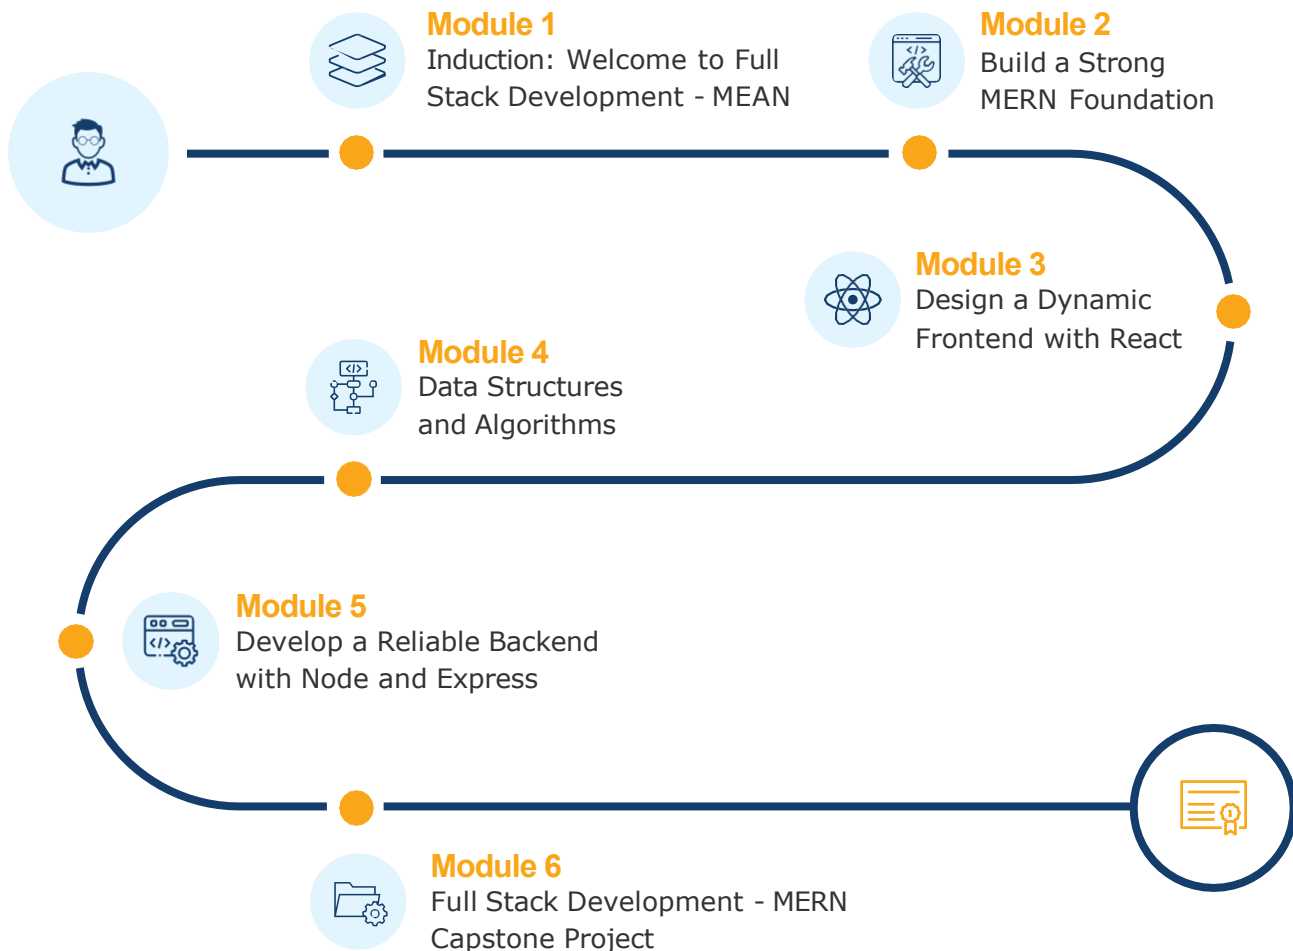 Module 1
Induction: Welcome to Full
Stack Development - MEAN
Module 2
Build a Strong
MERN Foundation
Module 3
Design a Dynamic
Frontend with React
Module 4
Data Structures
and Algorithms
Module 5
Develop a Reliable Backend
with Node and Express
Module 6
Full Stack Development - MERN
Capstone Project